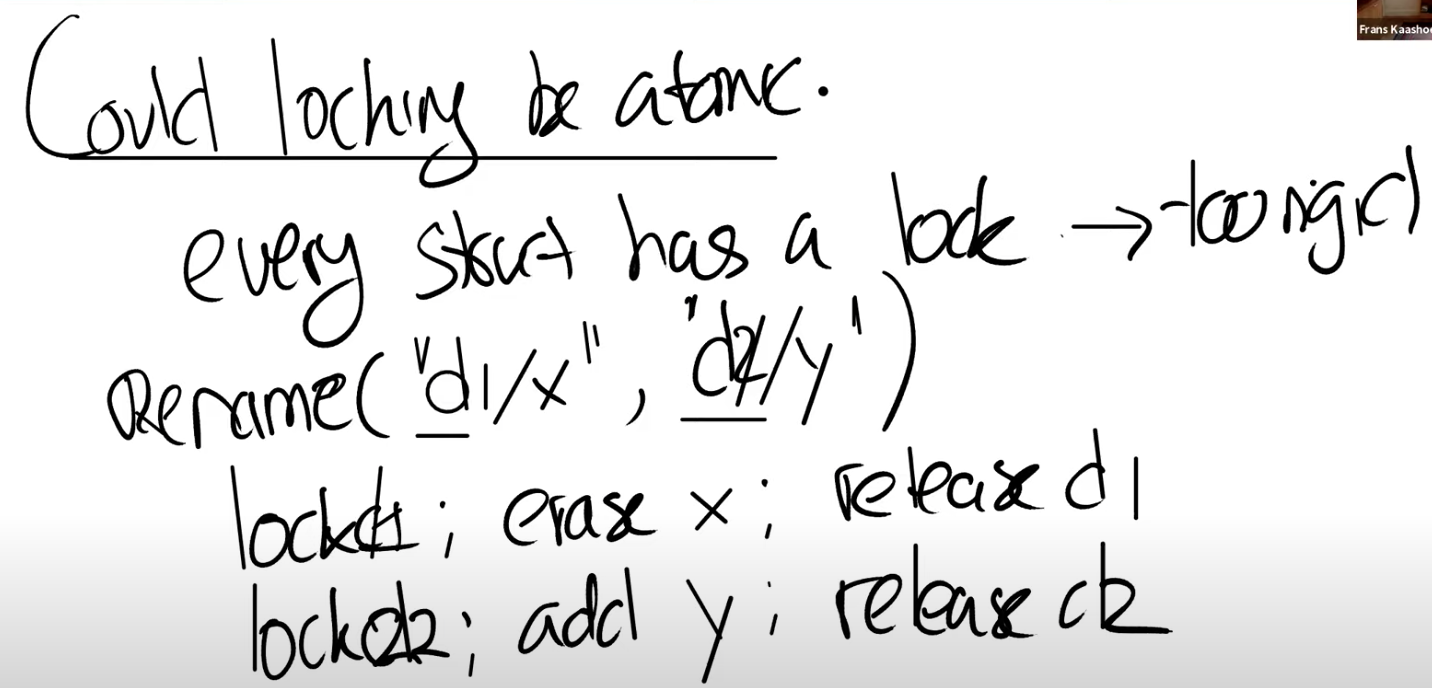 Frans Kaashoe
Could locking be atomic.
every struct has a lock → too rigid
Rename("d1/x", "d2/y")
lock d1; erase x; release d1
lock d2; add y; release d2